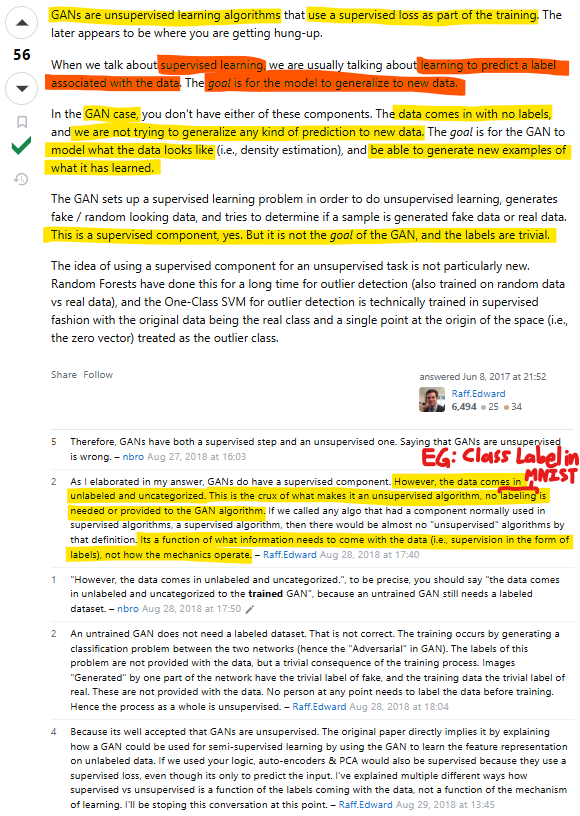 GANs are unsupervised learning algorithms that use a supervised loss as part of the training. The
later appears to be where you are getting hung-up.
56
When we talk about supervised learning, we are usually talking about learning to predict a label
associated with the data. The goal is for the model to generalize to new data.
In the GAN case, you don't have either of these components. The data comes in with no labels,
and we are not trying to generalize any kind of prediction to new data. The goal is for the GAN to
model what the data looks like (i.e., density estimation), and be able to generate new examples of
what it has learned.
The GAN sets up a supervised learning problem in order to do unsupervised learning, generates
fake / random looking data, and tries to determine if a sample is generated fake data or real data.
This is a supervised component, yes. But it is not the goal of the GAN, and the labels are trivial.
The idea of using a supervised component for an unsupervised task is not particularly new.
Random Forests have done this for a long time for outlier detection (also trained on random data
vs real data), and the One-Class SVM for outlier detection is technically trained in supervised
fashion with the original data being the real class and a single point at the origin of the space (i.e.,
the zero vector) treated as the outlier class.
Share Follow
answered Jun 8, 2017 at 21:52
Raff.Edward
6,494 25 34
5 Therefore, GANs have both a supervised step and an unsupervised one. Saying that GANs are unsupervised
is wrong. – nbro Aug 27, 2018 at 16:03
EG: Class Label in
MNIST
2 As I elaborated in my answer, GANs do have a supervised component. However, the data comes in
unlabeled and uncategorized. This is the crux of what makes it an unsupervised algorithm, no labeling is
needed or provided to the GAN algorithm. If we called any algo that had a component normally used in
supervised algorithms, a supervised algorithm, then there would be almost no "unsupervised" algorithms by
that definition. Its a function of what information needs to come with the data (i.e., supervision in the form of
labels), not how the mechanics operate. – Raff.Edward Aug 28, 2018 at 17:40
1 "However, the data comes in unlabeled and uncategorized.", to be precise, you should say "the data comes
in unlabeled and uncategorized to the trained GAN", because an untrained GAN still needs a labeled
dataset. – nbro Aug 28, 2018 at 17:50
2 An untrained GAN does not need a labeled dataset. That is not correct. The training occurs by generating a
classification problem between the two networks (hence the "Adversarial" in GAN). The labels of this
problem are not provided with the data, but a trivial consequence of the training process. Images
"Generated" by one part of the network have the trivial label of fake, and the training data the trivial label of
real. These are not provided with the data. No person at any point needs to label the data before training.
Hence the process as a whole is unsupervised. – Raff.Edward Aug 28, 2018 at 18:04
4 Because its well accepted that GANs are unsupervised. The original paper directly implies it by explaining
how a GAN could be used for semi-supervised learning by using the GAN to learn the feature representation
on unlabeled data. If we used your logic, auto-encoders & PCA would also be supervised because they use a
supervised loss, even though its only to predict the input. I've explained multiple different ways how
supervised vs unsupervised is a function of the labels coming with the data, not a function of the mechanism
of learning. I'll be stoping this conversation at this point. – Raff.Edward Aug 29, 2018 at 13:45